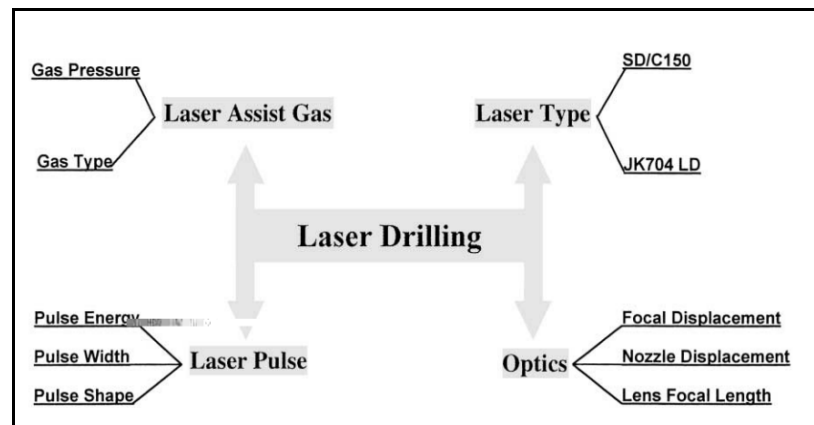 Gas Pressure
Laser Assist Gas
Gas Type
SD/C150
Laser Type
JK704 LD
Laser Drilling
Pulse Energy
Pulse Width
Pulse Shape
Laser Pulse
Optics
Focal Displacement
Nozzle Displacement
Lens Focal Length